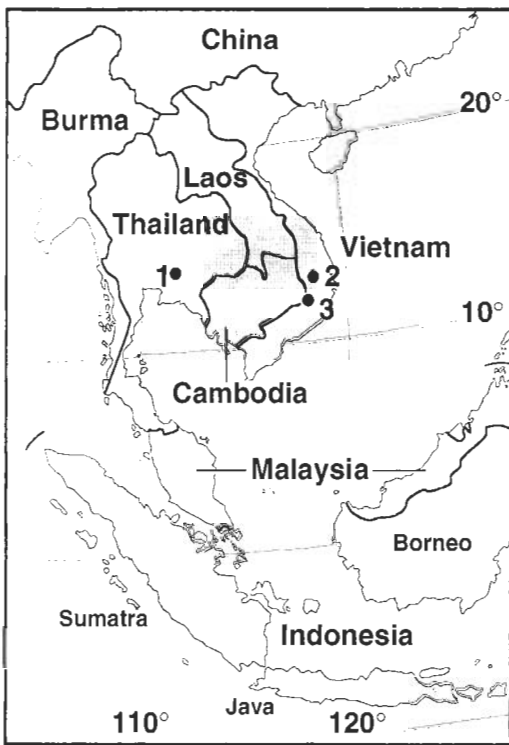 China
Burma
20°
Laos
Thailand
Vietnam
1
2
3
10°
Cambodia
Malaysia
Borneo
Sumatra
Indonesia
Java
110°
120°